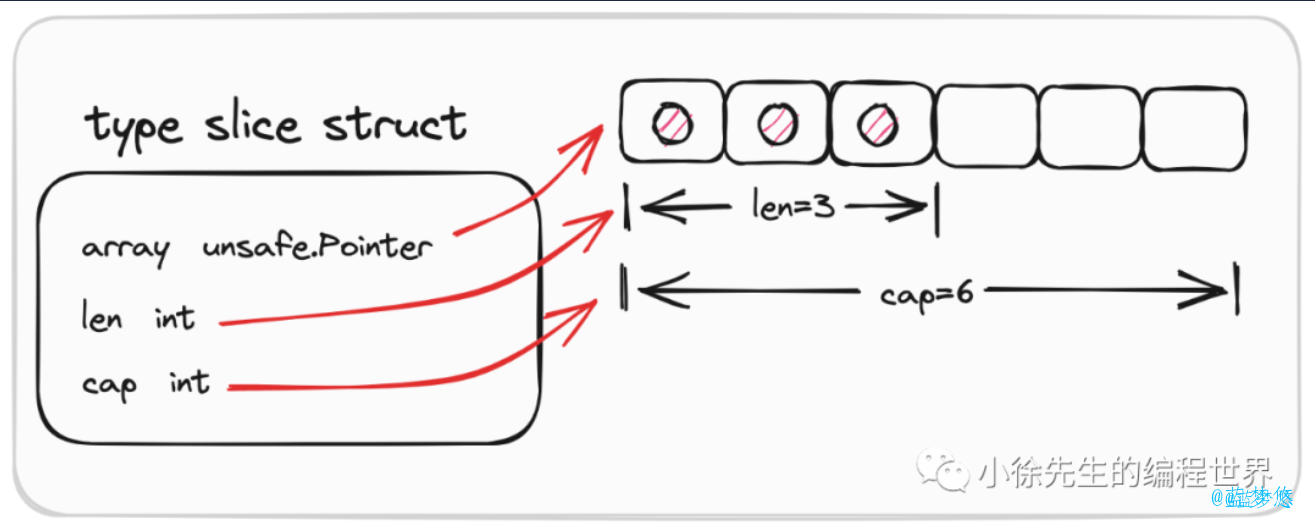 type slice struct
array unsafe.Pointer
len int
cap int
len=3
cap=6
小徐先生的编程世界
@蓝梦悠